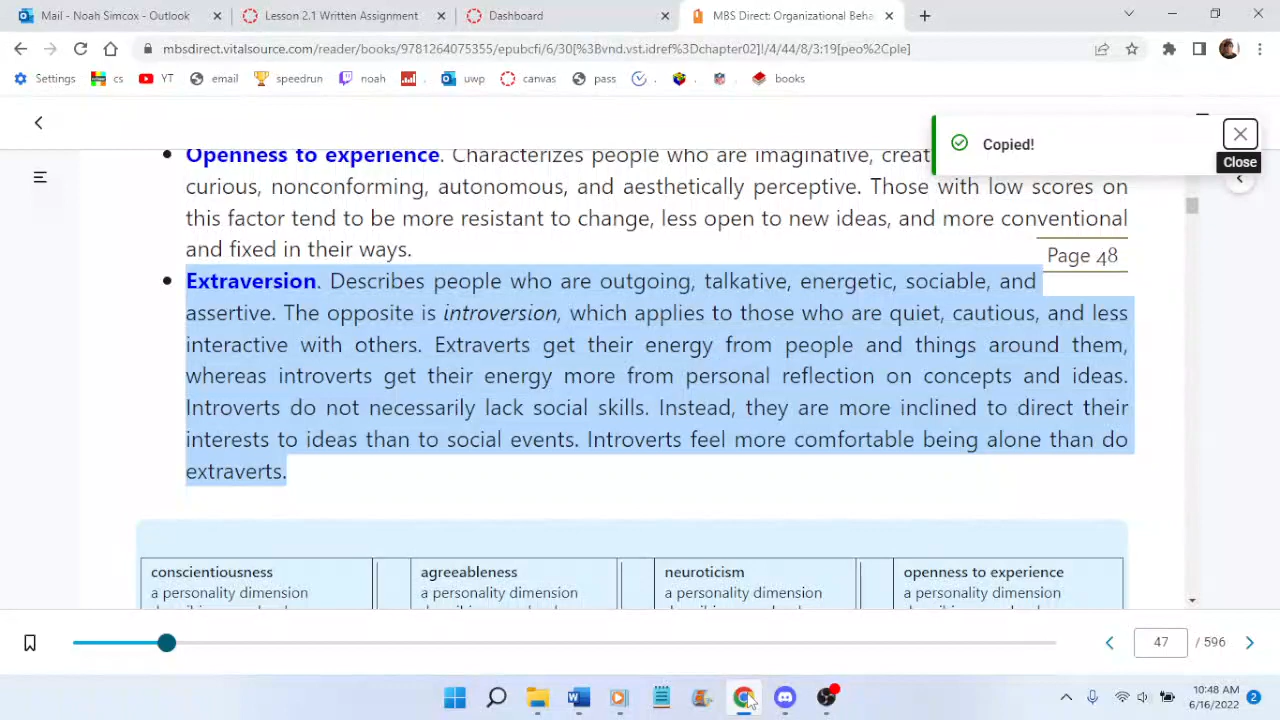 Mail - Noah Simcox - Outlook
Lesson 2.1 Written Assignment
Dashboard
MBS Direct: Organizational Beha
mbsdirect.vitalsource.com/reader/books/9781264075355/epubcfi/6/30[%3Bvnd.vst.idref%3Dchapter02]!/4/44/8/3:19[peo%2Cple]
Settings
cs
YT
email
speedrun
noah
.
uwp
canvas
pass
.
.
.
books
Copied!
Close
Openness to experience. Characterizes people who are imaginative, creat
curious, nonconforming, autonomous, and aesthetically perceptive. Those with low scores on
this factor tend to be more resistant to change, less open to new ideas, and more conventional
and fixed in their ways.
Page 48
Extraversion. Describes people who are outgoing, talkative, energetic, sociable, and
assertive. The opposite is introversion, which applies to those who are quiet, cautious, and less
interactive with others. Extraverts get their energy from people and things around them,
whereas introverts get their energy more from personal reflection on concepts and ideas.
Introverts do not necessarily lack social skills. Instead, they are more inclined to direct their
interests to ideas than to social events. Introverts feel more comfortable being alone than do
extraverts.
conscientiousness
a personality dimension
agreeableness
a personality dimension
neuroticism
a personality dimension
openness to experience
a personality dimension
47 / 596
10:48 AM
6/16/2022
2